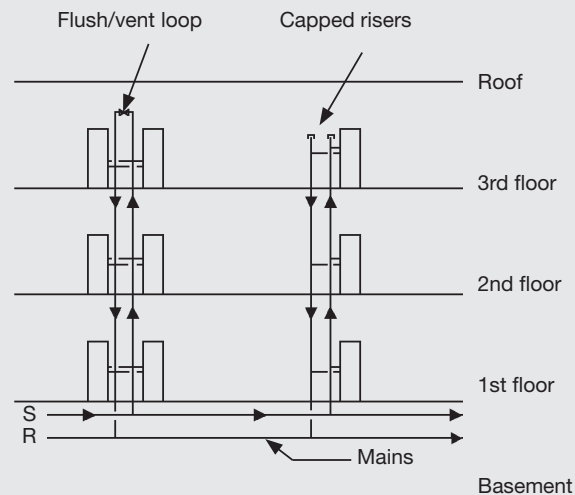 Flush/vent loop
Capped risers
Roof
3rd floor
2nd floor
1st floor
S
R
Mains
Basement